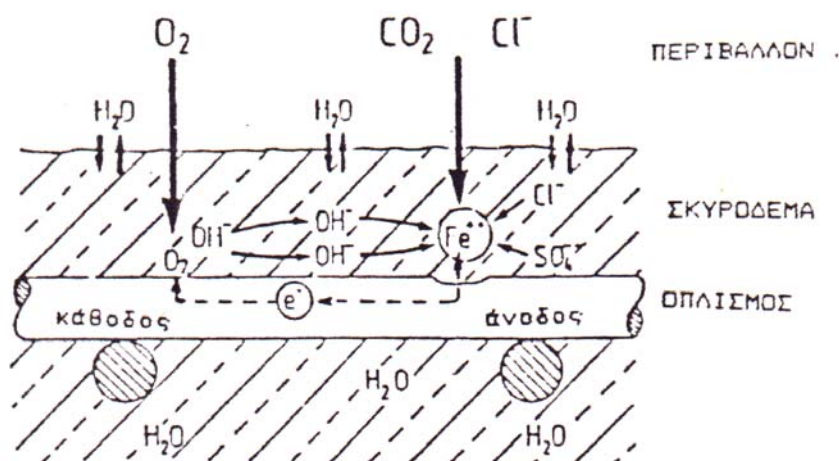 O₂ CO₂ Cl⁻ ΠΕΡΙΒΑΛΛΟΝ .
H₂O H₂O H₂O
OH⁻ OH⁻ Cl⁻ ΣΚΥΡΟΔΕΜΑ
O₂ OH⁻ Fe⁺⁺ SO₄⁻⁻
e⁻ ΟΠΛΙΣΜΟΣ
κάθοδος άνοδος
H₂O
H₂O H₂O